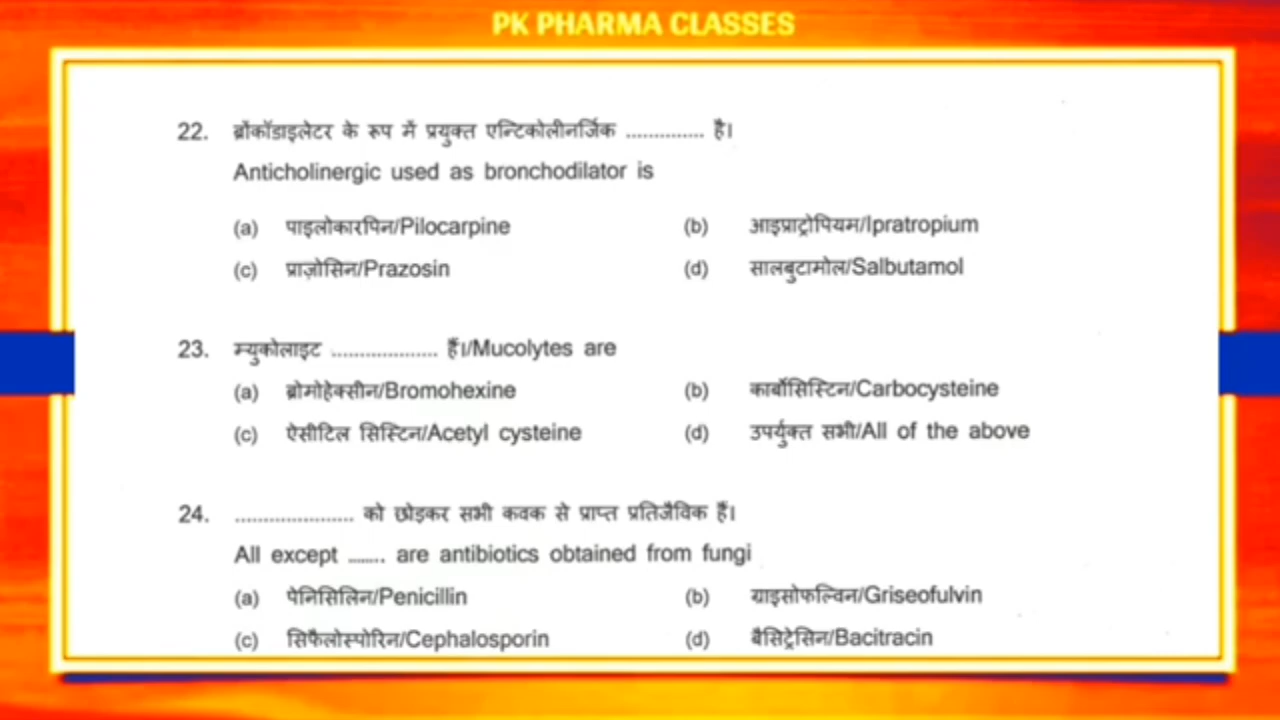 PK PHARMA CLASSES
22. ब्रोंकॉडाइलेटर के रूप में प्रयुक्त एन्टिकोलीनर्जिक .............. है।
Anticholinergic used as bronchodilator is
(a) पाइलोकारपिन/Pilocarpine (b) आइप्राट्रोपियम/Ipratropium
(c) प्राज़ोसिन/Prazosin (d) सालबुटामोल/Salbutamol
23. म्युकोलाइट .................... हैं।/Mucolytes are
(a) ब्रोमोहेक्सीन/Bromohexine (b) कार्बोसिस्टिन/Carbocysteine
(c) ऐसीटिल सिस्टिन/Acetyl cysteine (d) उपर्युक्त सभी/All of the above
24. ...................... को छोड़कर सभी कवक से प्राप्त प्रतिजैविक हैं।
All except ........ are antibiotics obtained from fungi
(a) पेनिसिलिन/Penicillin (b) ग्राइसोफल्विन/Griseofulvin
(c) सिफैलोस्पोरिन/Cephalosporin (d) बैसिट्रेसिन/Bacitracin